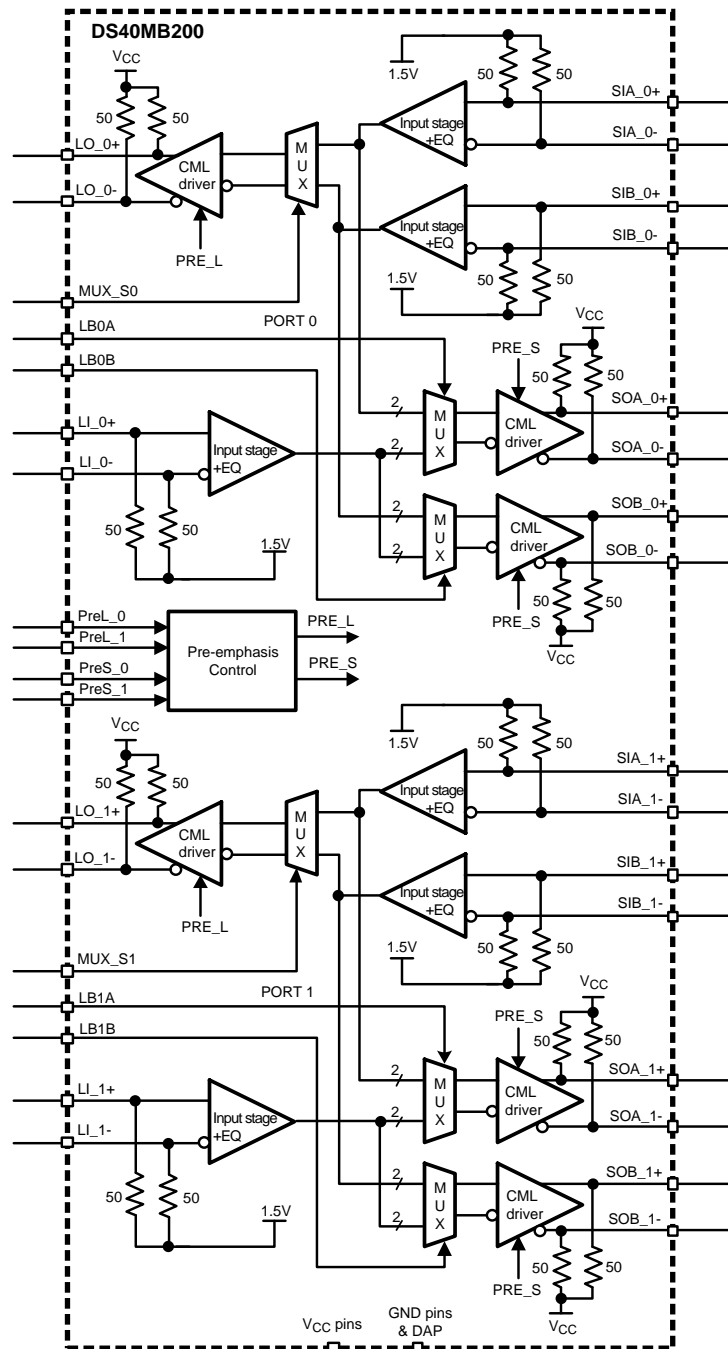 DS40MB200
VCC
50
50
LO_0+
LO_0-
CML
driver
PRE_L
M
U
X
1.5V
50
50
Input stage
+EQ
SIA_0+
SIA_0-
Input stage
+EQ
SIB_0+
SIB_0-
1.5V
50
50
MUX_S0
PORT 0
LB0A
LB0B
VCC
PRE_S
50
50
2
2
M
U
X
CML
driver
SOA_0+
SOA_0-
LI_0+
LI_0-
Input stage
+EQ
50
50
1.5V
2
2
M
U
X
CML
driver
SOB_0+
SOB_0-
PRE_S
50
50
VCC
PreL_0
PreL_1
PreS_0
PreS_1
Pre-emphasis
Control
PRE_L
PRE_S
VCC
50
50
LO_1+
LO_1-
CML
driver
PRE_L
M
U
X
1.5V
50
50
Input stage
+EQ
SIA_1+
SIA_1-
Input stage
+EQ
SIB_1+
SIB_1-
1.5V
50
50
MUX_S1
PORT 1
LB1A
LB1B
VCC
PRE_S
50
50
2
2
M
U
X
CML
driver
SOA_1+
SOA_1-
LI_1+
LI_1-
Input stage
+EQ
50
50
1.5V
2
2
M
U
X
CML
driver
SOB_1+
SOB_1-
PRE_S
50
50
VCC
VCC pins
GND pins
& DAP